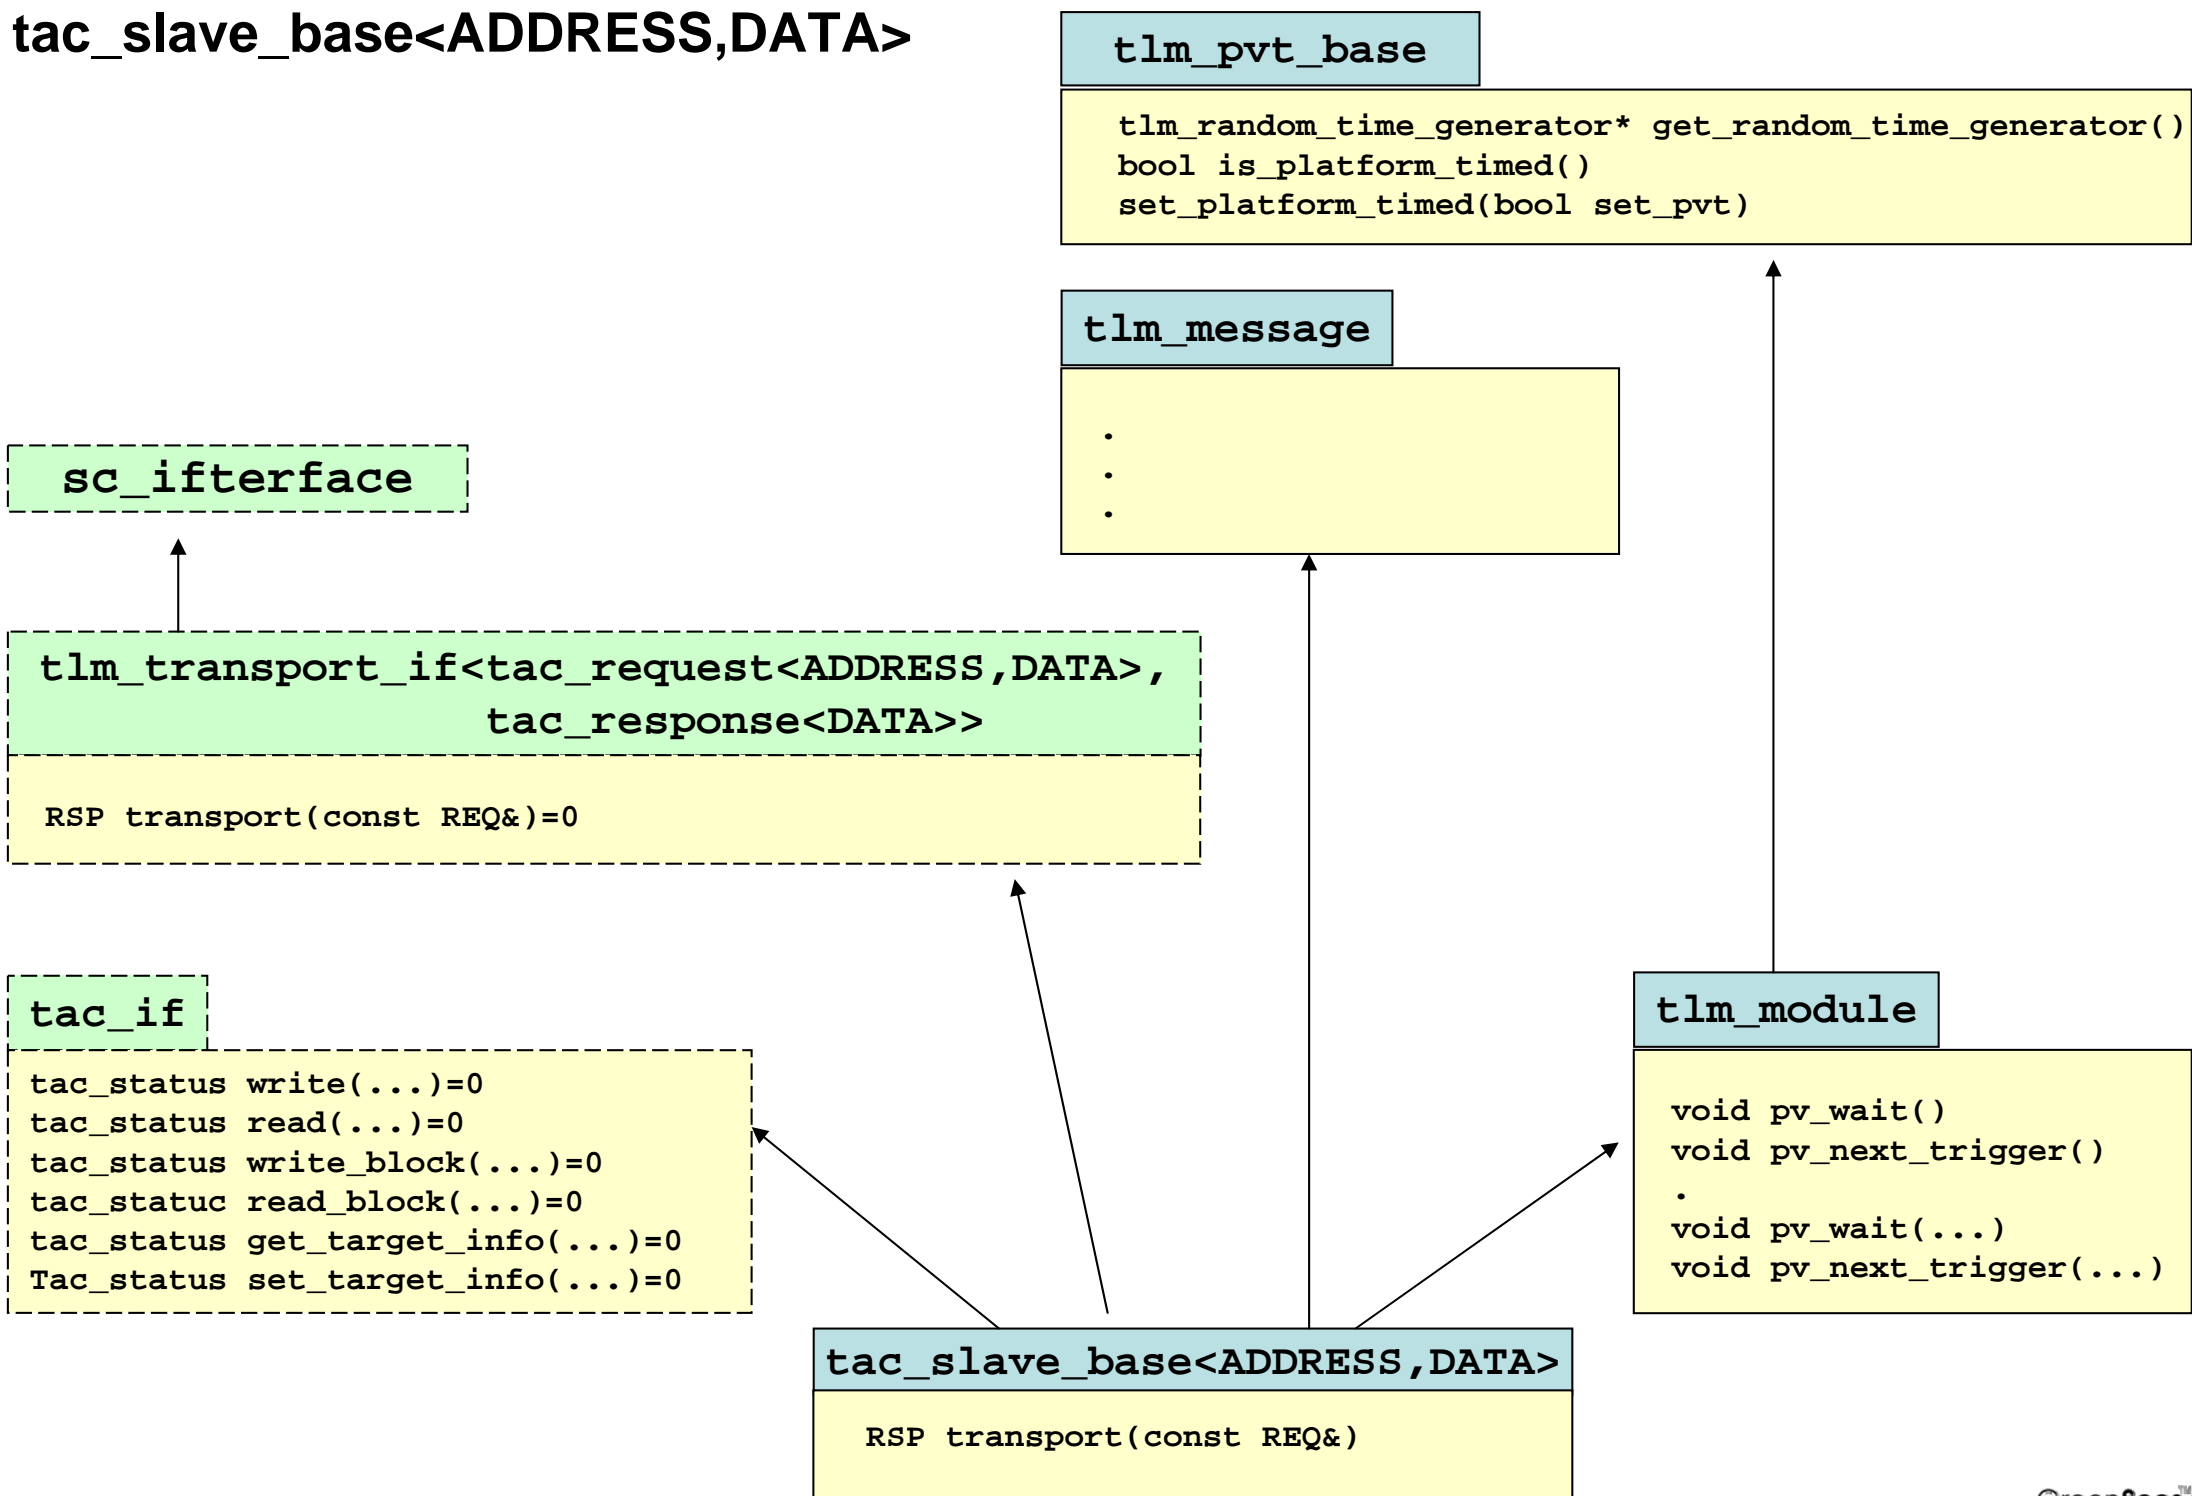 tac_slave_base<ADDRESS,DATA>
tlm_pvt_base
tlm_random_time_generator* get_random_time_generator()
bool is_platform_timed()
set_platform_timed(bool set_pvt)
tlm_message
.
.
.
sc_ifterface
tlm_transport_if<tac_request<ADDRESS,DATA>,
tac_response<DATA>>
RSP transport(const REQ&)=0
tac_if
tac_status write(...)=0
tac_status read(...)=0
tac_status write_block(...)=0
tac_statuc read_block(...)=0
tac_status get_target_info(...)=0
Tac_status set_target_info(...)=0
tlm_module
void pv_wait()
void pv_next_trigger()
.
void pv_wait(...)
void pv_next_trigger(...)
tac_slave_base<ADDRESS,DATA>
RSP transport(const REQ&)